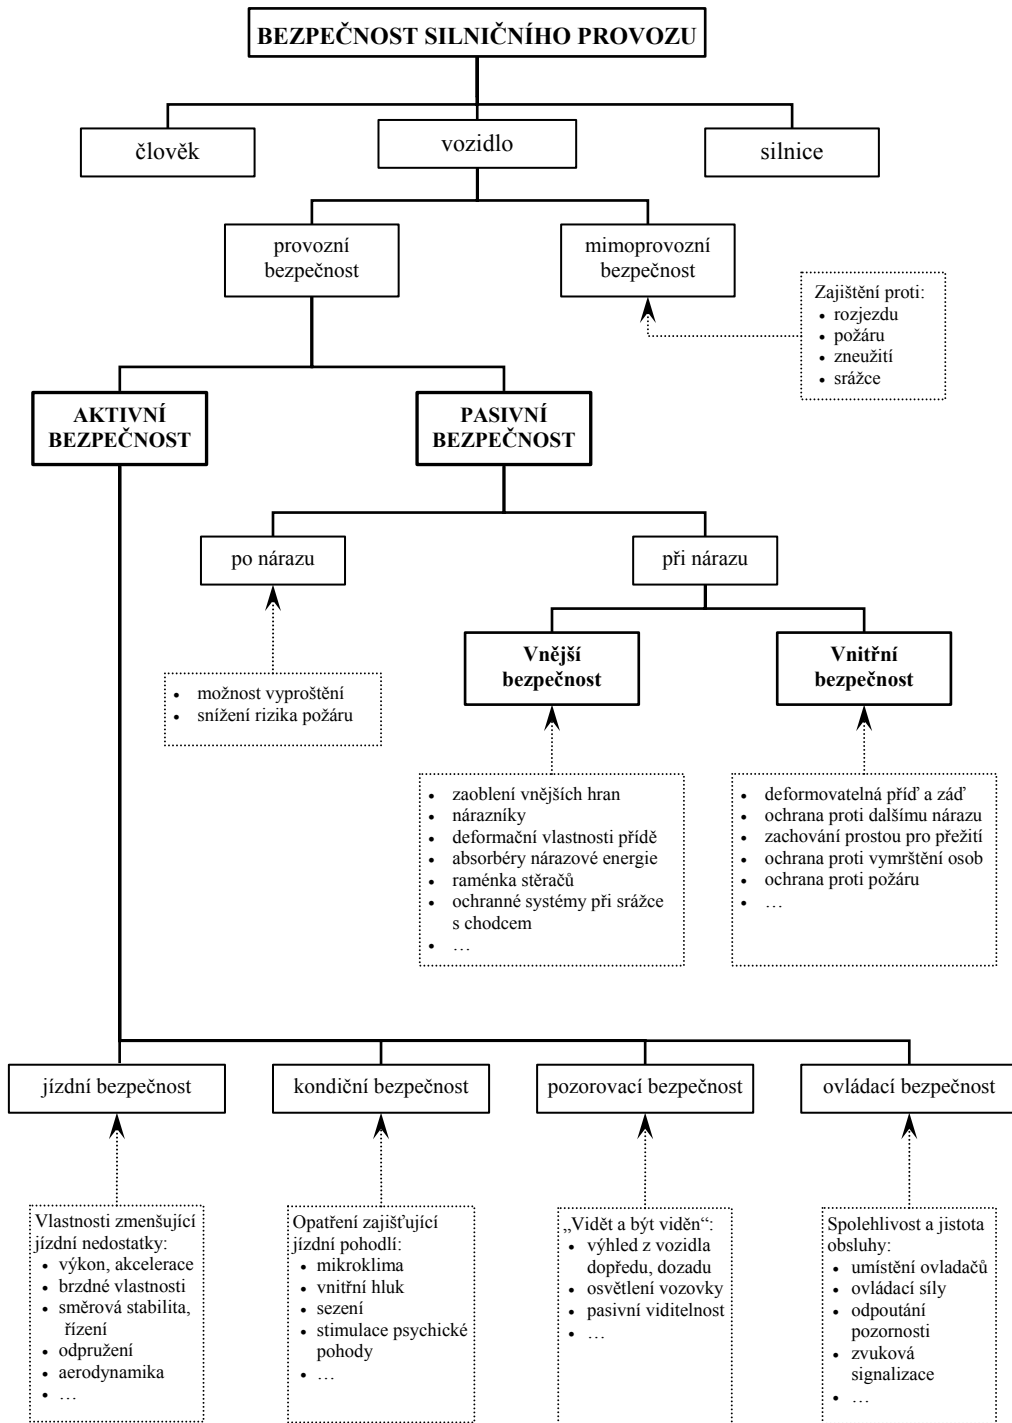 BEZPEČNOST SILNIČNÍHO PROVOZU
člověk
vozidlo
silnice
provozní
bezpečnost
mimoprovozní
bezpečnost
Zajištění proti:
• rozjezdu
• požáru
• zneužití
• srážce
AKTIVNÍ
BEZPEČNOST
PASIVNÍ
BEZPEČNOST
po nárazu
při nárazu
• možnost vyproštění
• snížení rizika požáru
Vnější
bezpečnost
Vnitřní
bezpečnost
• zaoblení vnějších hran
• nárazníky
• deformační vlastnosti přídě
• absorbéry nárazové energie
• raménka stěračů
• ochranné systémy při srážce
s chodcem
• …
• deformovatelná příď a záď
• ochrana proti dalšímu nárazu
• zachování prostou pro přežití
• ochrana proti vymrštění osob
• ochrana proti požáru
• …
jízdní bezpečnost
kondiční bezpečnost
pozorovací bezpečnost
ovládací bezpečnost
Vlastnosti zmenšující
jízdní nedostatky:
• výkon, akcelerace
• brzdné vlastnosti
• směrová stabilita,
řízení
• odpružení
• aerodynamika
• …
Opatření zajišťující
jízdní pohodlí:
• mikroklima
• vnitřní hluk
• sezení
• stimulace psychické
pohody
• …
„Vidět a být viděn“:
• výhled z vozidla
dopředu, dozadu
• osvětlení vozovky
• pasivní viditelnost
• …
Spolehlivost a jistota
obsluhy:
• umístění ovladačů
• ovládací síly
• odpoutání
pozornosti
• zvuková
signalizace
• …